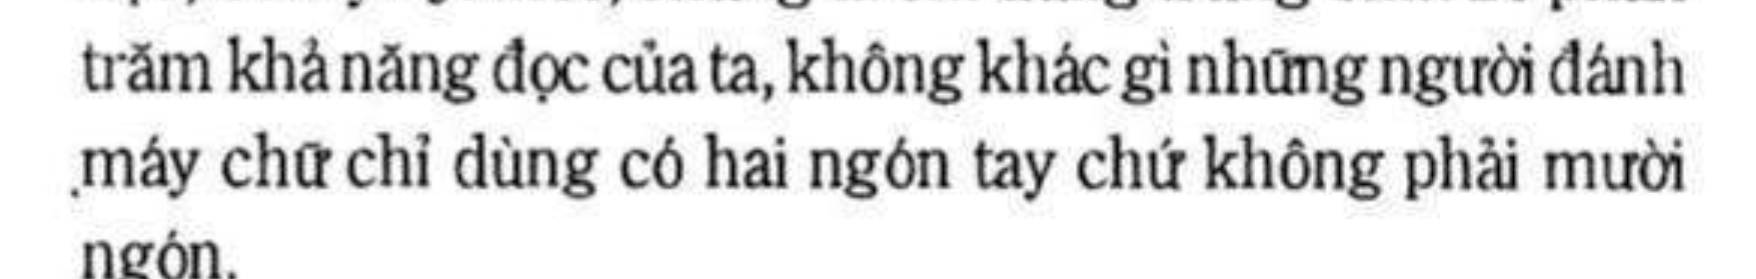 trăm khả năng đọc của ta, không khác gì những người đánh
máy chữ chỉ dùng có hai ngón tay chứ không phải mười
ngón.